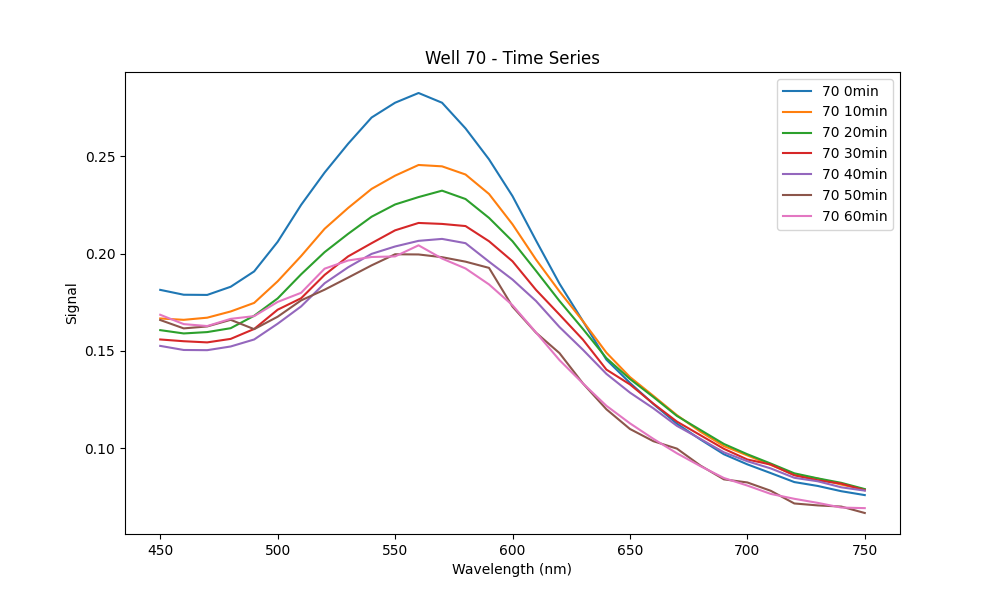 Well 70 - Time Series
70 0min
70 10min
70 20min
70 30min
70 40min
70 50min
70 60min
0.25
0.20
0.15
0.10
Signal
450 500 550 600 650 700 750
Wavelength (nm)